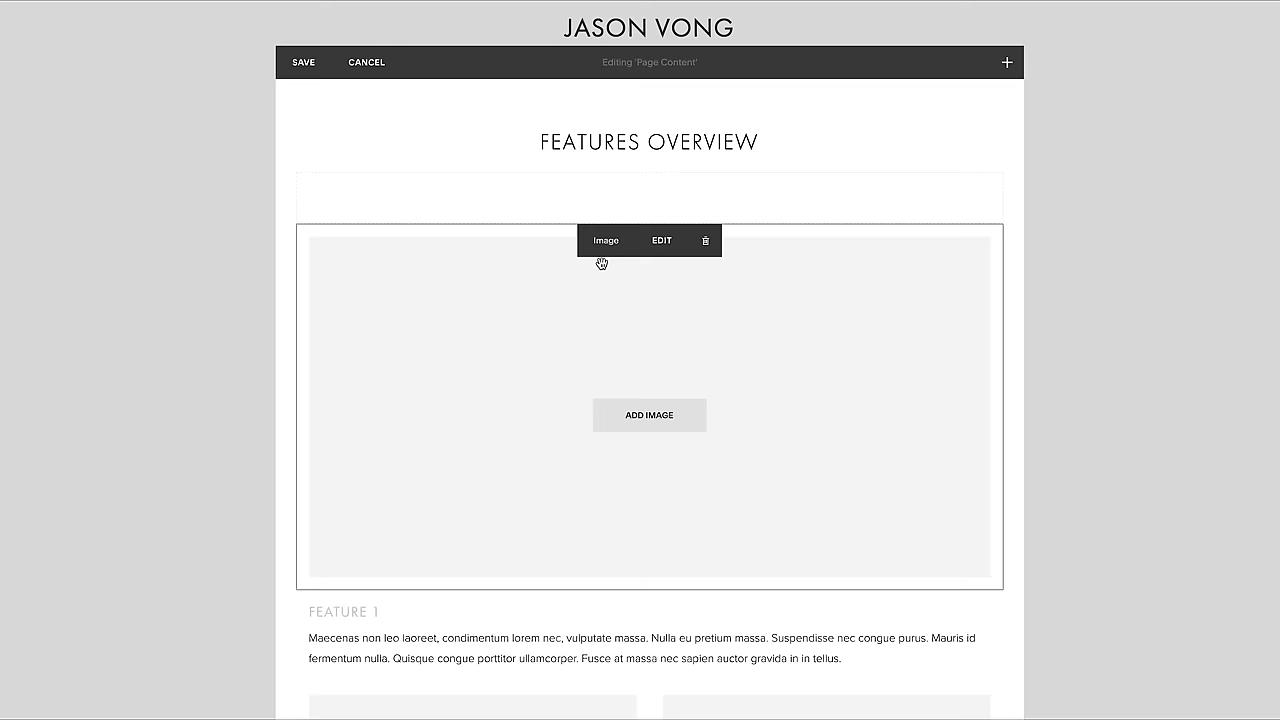 JASON VONG
SAVE CANCEL Editing 'Page Content' +
FEATURES OVERVIEW
Image EDIT
ADD IMAGE
FEATURE 1
Maecenas non leo laoreet, condimentum lorem nec, vulputate massa. Nulla eu pretium massa. Suspendisse nec congue purus. Mauris id
fermentum nulla. Quisque congue porttitor ullamcorper. Fusce at massa nec sapien auctor gravida in in tellus.